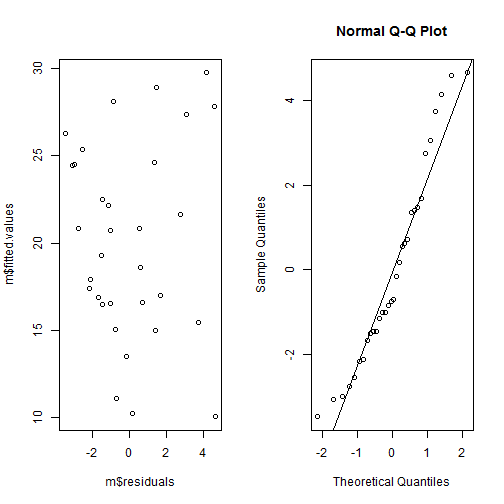 Normal Q-Q Plot
m$fitted.values
10 15 20 25 30
-2 0 2 4
m$residuals
Sample Quantiles
-2 0 2 4
-2 -1 0 1 2
Theoretical Quantiles